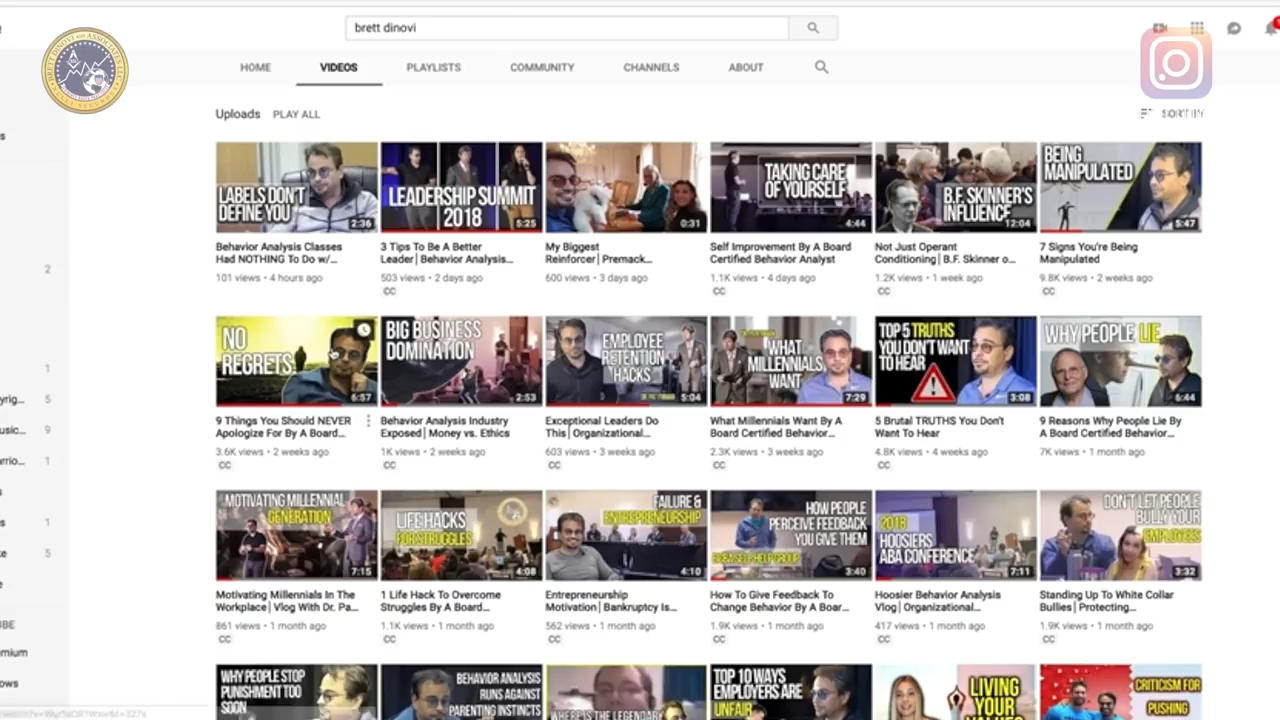 brett dinovi
HOME VIDEOS PLAYLISTS COMMUNITY CHANNELS ABOUT
Uploads PLAY ALL SORT BY
LABELS DON'T
DEFINE YOU
2:36
LEADERSHIP SUMMIT
2018
5:25
0:31
TAKING CARE
OF YOURSELF
4:44
B.F. SKINNER'S
INFLUENCE
12:04
BEING
MANIPULATED
5:47
Behavior Analysis Classes
Had NOTHING To Do w/...
101 views • 4 hours ago
3 Tips To Be A Better
Leader | Behavior Analysis...
503 views • 2 days ago
CC
My Biggest
Reinforcer | Premack...
600 views • 3 days ago
Self Improvement By A Board
Certified Behavior Analyst
1.1K views • 4 days ago
CC
Not Just Operant
Conditioning | B.F. Skinner o...
1.2K views • 1 week ago
CC
7 Signs You're Being
Manipulated
9.8K views • 2 weeks ago
CC
2
NO
REGRETS
6:57
BIG BUSINESS
DOMINATION
2:53
EMPLOYEE
RETENTION
HACKS
5:04
WHAT
MILLENNIALS
WANT
7:29
TOP 5 TRUTHS
YOU DON'T WANT
TO HEAR
3:08
WHY PEOPLE LIE
6:44
9 Things You Should NEVER
Apologize For By A Board...
3.6K views • 2 weeks ago
CC
Behavior Analysis Industry
Exposed | Money vs. Ethics
1K views • 2 weeks ago
CC
Exceptional Leaders Do
This | Organizational...
603 views • 3 weeks ago
CC
What Millennials Want By A
Board Certified Behavior...
2.3K views • 3 weeks ago
CC
5 Brutal TRUTHS You Don't
Want To Hear
4.8K views • 4 weeks ago
CC
9 Reasons Why People Lie By
A Board Certified Behavior...
7K views • 1 month ago
CC
1
5
9
1
1
5
MOTIVATING MILLENNIAL
GENERATION
7:15
LIFE HACKS
FOR STRUGGLES
4:08
FAILURE &
ENTREPRENEURSHIP
4:10
HOW PEOPLE
PERCEIVE FEEDBACK
YOU GIVE THEM
OBM SELF HELP GROUP
3:40
2018
HOOSIERS
ABA CONFERENCE
7:11
DON'T LET PEOPLE
BULLY YOUR
EMPLOYEES
3:32
Motivating Millennials In The
Workplace | Vlog With Dr. Pa...
861 views • 1 month ago
CC
1 Life Hack To Overcome
Struggles By A Board...
1.1K views • 1 month ago
CC
Entrepreneurship
Motivation | Bankruptcy Is...
562 views • 1 month ago
CC
How To Give Feedback To
Change Behavior By A Boar...
1.9K views • 1 month ago
CC
Hoosier Behavior Analysis
Vlog | Organizational...
417 views • 1 month ago
CC
Standing Up To White Collar
Bullies | Protecting...
1.9K views • 1 month ago
CC
WHY PEOPLE STOP
PUNISHMENT TOO
SOON
BEHAVIOR ANALYSIS
RUNS AGAINST
PARENTING INSTINCTS
WHERE IS THE LEGENDARY
TOP 10 WAYS
EMPLOYERS ARE
UNFAIR
LIVING
YOUR
CRITICISM FOR
PUSHING